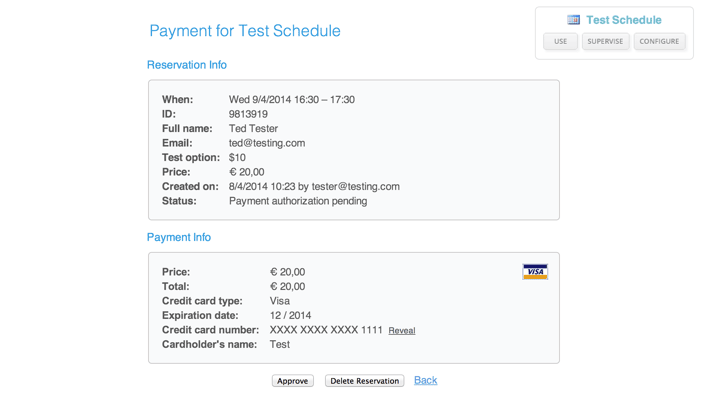 Payment for Test Schedule
Test Schedule
USE SUPERVISE CONFIGURE
Reservation Info
When: Wed 9/4/2014 16:30 – 17:30
ID: 9813919
Full name: Ted Tester
Email: ted@testing.com
Test option: $10
Price: € 20,00
Created on: 8/4/2014 10:23 by tester@testing.com
Status: Payment authorization pending
Payment Info
Price: € 20,00
VISA
Total: € 20,00
Credit card type: Visa
Expiration date: 12 / 2014
Credit card number: XXXX XXXX XXXX 1111 Reveal
Cardholder's name: Test
Approve Delete Reservation Back